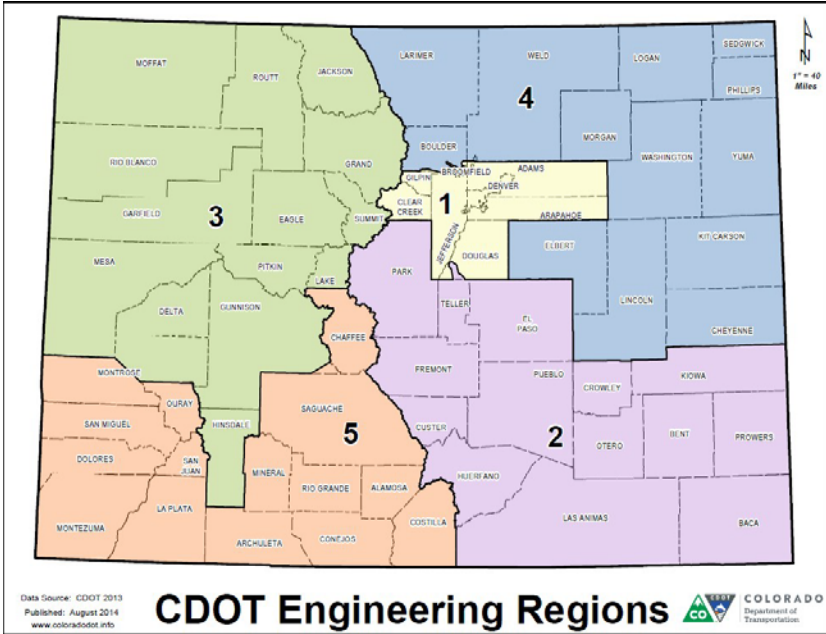 MOFFAT
ROUTT
JACKSON
LARIMER
WELD
LOGAN
SEDGWICK
PHILLIPS
1" = 40
Miles
4
BOULDER
MORGAN
WASHINGTON
YUMA
RIO BLANCO
GRAND
GILPIN
BROOMFIELD
ADAMS
DENVER
CLEAR
CREEK
1
ARAPAHOE
GARFIELD
3
EAGLE
SUMMIT
JEFFERSON
DOUGLAS
ELBERT
KIT CARSON
MESA
PITKIN
LAKE
PARK
DELTA
GUNNISON
TELLER
EL
PASO
LINCOLN
CHEYENNE
CHAFFEE
MONTROSE
FREMONT
PUEBLO
CROWLEY
KIOWA
OURAY
SAN MIGUEL
HINSDALE
SAGUACHE
5
CUSTER
2
OTERO
BENT
PROWERS
DOLORES
SAN
JUAN
MINERAL
RIO GRANDE
ALAMOSA
HUERFANO
MONTEZUMA
LA PLATA
ARCHULETA
CONEJOS
COSTILLA
LAS ANIMAS
BACA
Data Source: CDOT 2013
Published: August 2014
www.coloradodot.info
CDOT Engineering Regions
CO
CDOT
COLORADO
Department of
Transportation